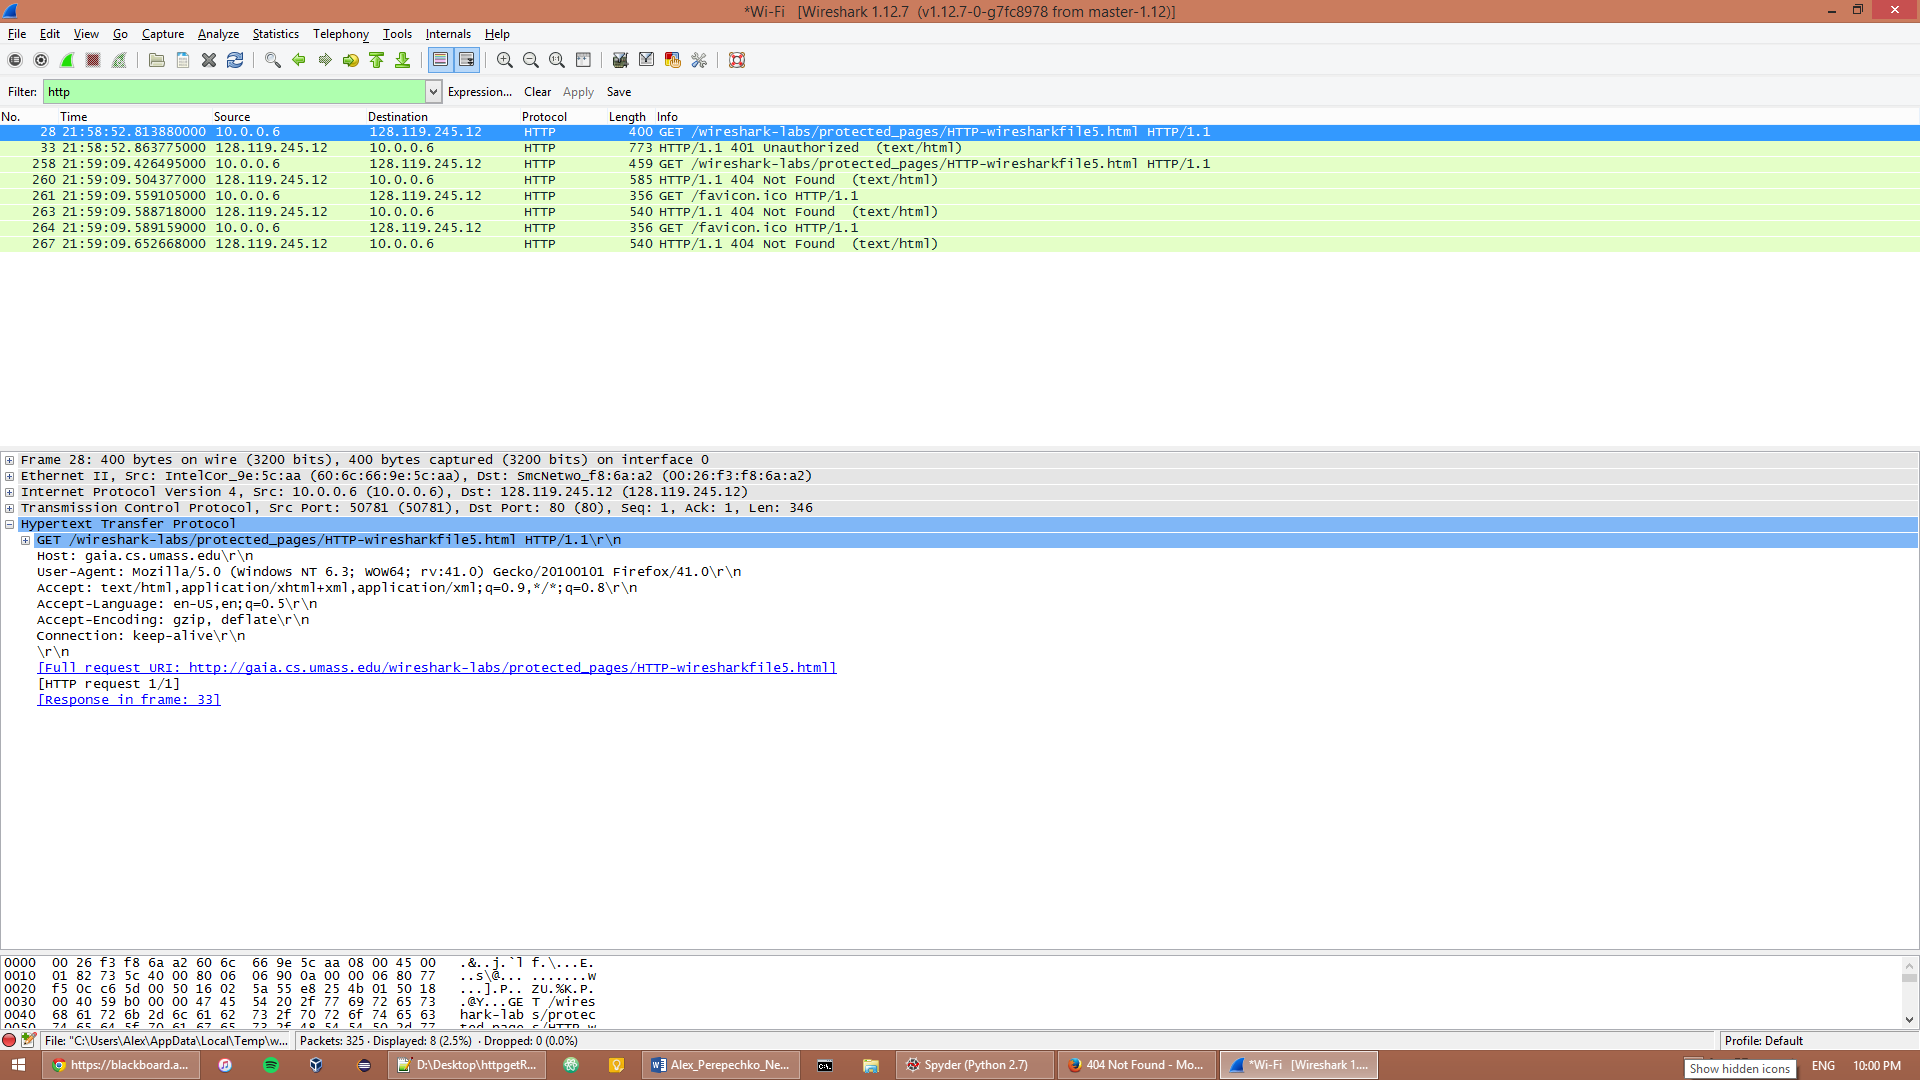 *Wi-Fi   [Wireshark 1.12.7  (v1.12.7-0-g7fc8978 from master-1.12)]
File Edit View Go Capture Analyze Statistics Telephony Tools Internals Help
Filter: http Expression... Clear Apply Save
No. Time Source Destination Protocol Length Info
28 21:58:52.813880000 10.0.0.6 128.119.245.12 HTTP 400 GET /wireshark-labs/protected_pages/HTTP-wiresharkfile5.html HTTP/1.1
33 21:58:52.863775000 128.119.245.12 10.0.0.6 HTTP 773 HTTP/1.1 401 Unauthorized  (text/html)
258 21:59:09.426495000 10.0.0.6 128.119.245.12 HTTP 459 GET /wireshark-labs/protected_pages/HTTP-wiresharkfile5.html HTTP/1.1
260 21:59:09.504377000 128.119.245.12 10.0.0.6 HTTP 585 HTTP/1.1 404 Not Found  (text/html)
261 21:59:09.559105000 10.0.0.6 128.119.245.12 HTTP 356 GET /favicon.ico HTTP/1.1
263 21:59:09.588718000 128.119.245.12 10.0.0.6 HTTP 540 HTTP/1.1 404 Not Found  (text/html)
264 21:59:09.589159000 10.0.0.6 128.119.245.12 HTTP 356 GET /favicon.ico HTTP/1.1
267 21:59:09.652668000 128.119.245.12 10.0.0.6 HTTP 540 HTTP/1.1 404 Not Found  (text/html)
Frame 28: 400 bytes on wire (3200 bits), 400 bytes captured (3200 bits) on interface 0
Ethernet II, Src: IntelCor_9e:5c:aa (60:6c:66:9e:5c:aa), Dst: SmcNetwo_f8:6a:a2 (00:26:f3:f8:6a:a2)
Internet Protocol Version 4, Src: 10.0.0.6 (10.0.0.6), Dst: 128.119.245.12 (128.119.245.12)
Transmission Control Protocol, Src Port: 50781 (50781), Dst Port: 80 (80), Seq: 1, Ack: 1, Len: 346
Hypertext Transfer Protocol
GET /wireshark-labs/protected_pages/HTTP-wiresharkfile5.html HTTP/1.1\r\n
Host: gaia.cs.umass.edu\r\n
User-Agent: Mozilla/5.0 (Windows NT 6.3; WOW64; rv:41.0) Gecko/20100101 Firefox/41.0\r\n
Accept: text/html,application/xhtml+xml,application/xml;q=0.9,*/*;q=0.8\r\n
Accept-Language: en-US,en;q=0.5\r\n
Accept-Encoding: gzip, deflate\r\n
Connection: keep-alive\r\n
\r\n
[Full request URI: http://gaia.cs.umass.edu/wireshark-labs/protected_pages/HTTP-wiresharkfile5.html]
[HTTP request 1/1]
[Response in frame: 33]
0000  00 26 f3 f8 6a a2 60 6c  66 9e 5c aa 08 00 45 00   .&..j.`l f.\...E.
0010  01 82 73 5c 40 00 80 06  06 90 0a 00 00 06 80 77   ..s\@... .......w
0020  f5 0c c6 5d 00 50 16 02  5a 55 e8 25 4b 01 50 18   ...].P.. ZU.%K.P.
0030  00 40 59 b0 00 00 47 45  54 20 2f 77 69 72 65 73   .@Y...GE T /wires
0040  68 61 72 6b 2d 6c 61 62  73 2f 70 72 6f 74 65 63   hark-lab s/protec
0050  74 65 64 5f 70 61 67 65  73 2f 48 54 54 50 2d 77   ted_page s/HTTP-w
File: "C:\Users\Alex\AppData\Local\Temp\w... Packets: 325 · Displayed: 8 (2.5%) · Dropped: 0 (0.0%) Profile: Default
https://blackboard.a... D:\Desktop\httpgetR... Alex_Perepechko_Ne... Spyder (Python 2.7) 404 Not Found - Mo... *Wi-Fi   [Wireshark 1.... Show hidden icons ENG 10:00 PM